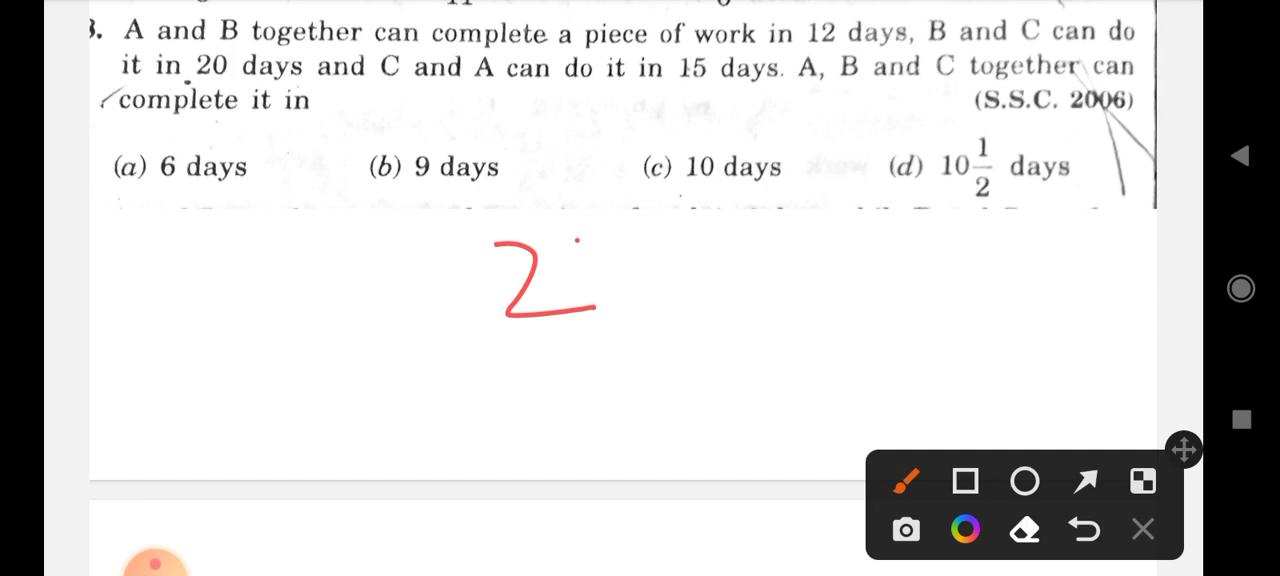 3. A and B together can complete a piece of work in 12 days, B and C can do
it in 20 days and C and A can do it in 15 days. A, B and C together can
complete it in (S.S.C. 2006)
(a) 6 days (b) 9 days (c) 10 days (d) 10 1/2 days
2